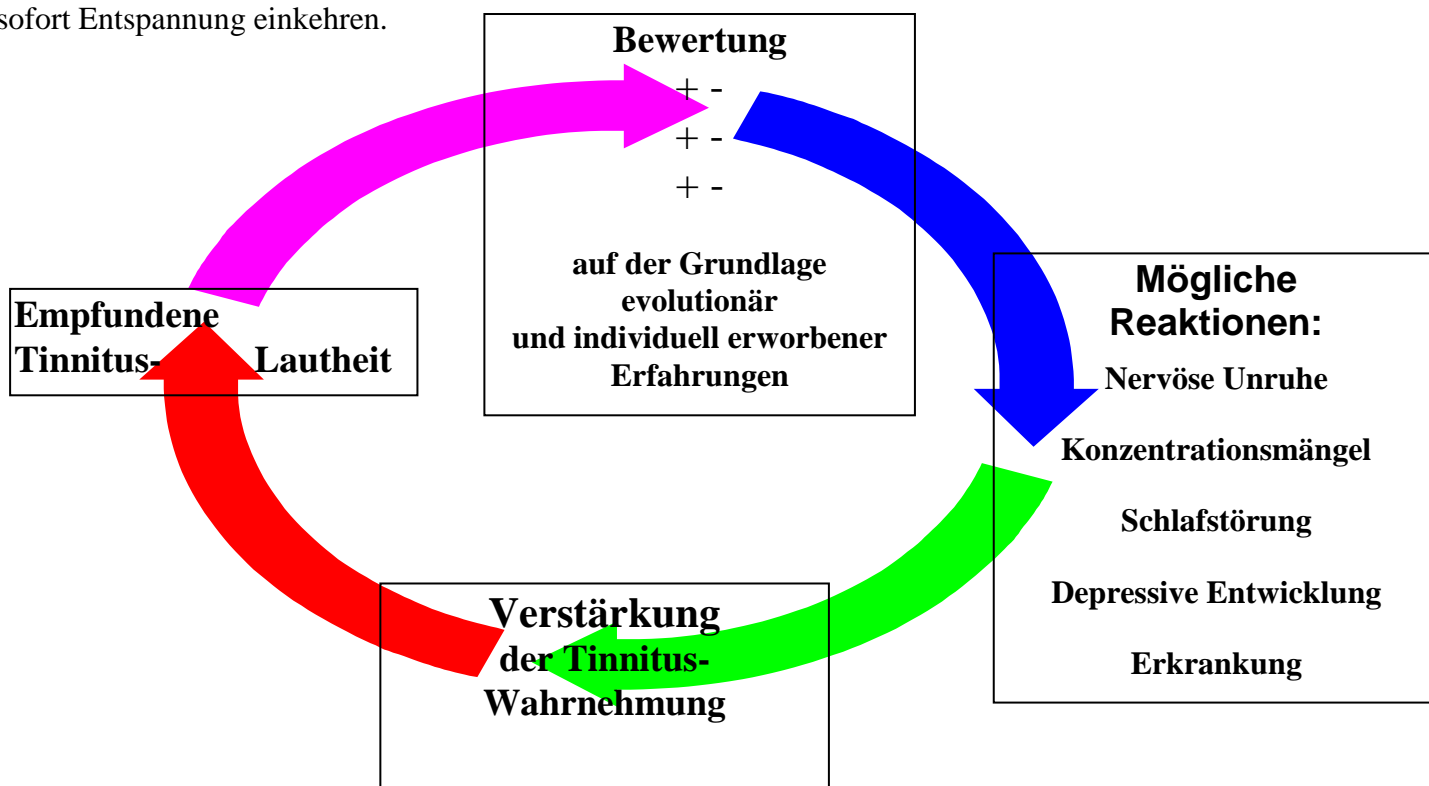 sofort Entspannung einkehren.
Bewertung
+ -
+ -
+ -
auf der Grundlage
evolutionär
und individuell erworbener
Erfahrungen
Mögliche
Reaktionen:
Nervöse Unruhe
Konzentrationsmängel
Schlafstörung
Depressive Entwicklung
Erkrankung
Verstärkung
der Tinnitus-
Wahrnehmung
Empfundene
Tinnitus- Lautheit